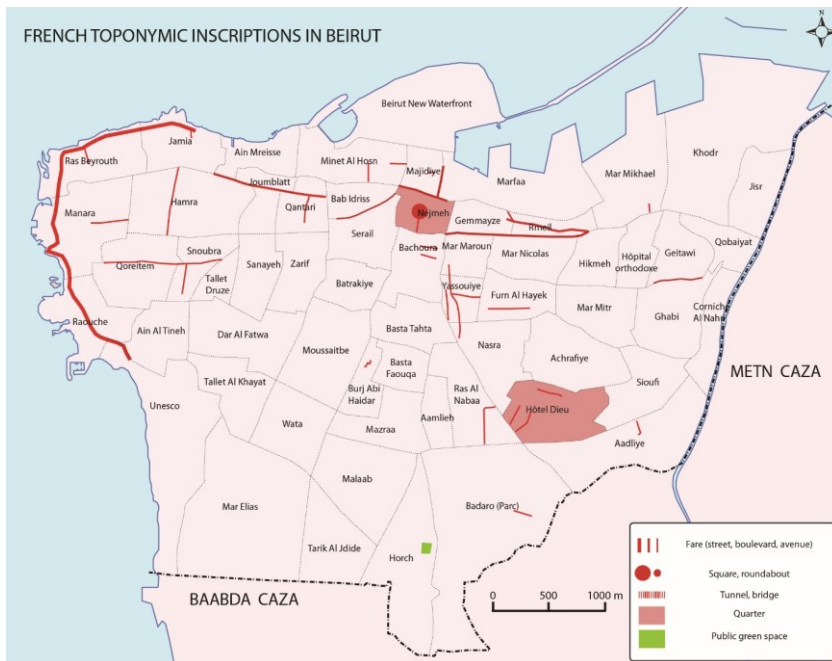 FRENCH TOPONYMIC INSCRIPTIONS IN BEIRUT
N
Beirut New Waterfront
Jamia
Ras Beyrouth
Ain Mreisse
Minet Al Hosn
Majidiye
Marfaa
Mar Mikhael
Khodr
Jisr
Joumblatt
Manara
Hamra
Qantari
Bab Idriss
Nejmeh
Gemmayze
Rmeil
Serail
Bachoura
Mar Maroun
Mar Nicolas
Hikmeh
Hôpital
orthodoxe
Geitawi
Qobaiyat
Snoubra
Qoreitem
Tallet
Druze
Sanayeh
Zarif
Batrakiye
Yassouiye
Furn Al Hayek
Mar Mitr
Ghabi
Corniche
Al Nahr
Raouche
Ain Al Tineh
Dar Al Fatwa
Moussaitbe
Basta Tahta
Nasra
Achrafiye
Basta
Faouqa
Sioufi
METN CAZA
Tallet Al Khayat
Burj Abi
Haidar
Ras Al
Nabaa
Unesco
Wata
Mazraa
Aamlieh
Hôtel Dieu
Aadliye
Malaab
Mar Elias
Badaro (Parc)
Tarik Al Jdide
Horch
BAABDA CAZA
0 500 1000 m
Fare (street, boulevard, avenue)
Square, roundabout
Tunnel, bridge
Quarter
Public green space